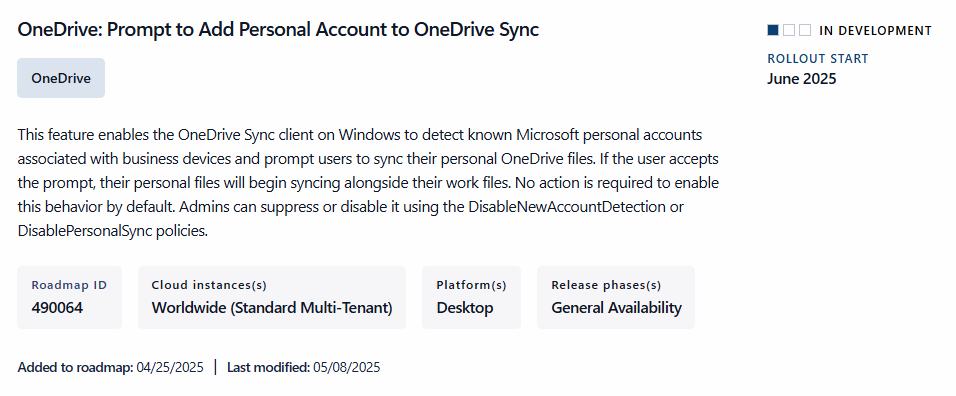 OneDrive: Prompt to Add Personal Account to OneDrive Sync
IN DEVELOPMENT
ROLLOUT START
June 2025
OneDrive
This feature enables the OneDrive Sync client on Windows to detect known Microsoft personal accounts
associated with business devices and prompt users to sync their personal OneDrive files. If the user accepts
the prompt, their personal files will begin syncing alongside their work files. No action is required to enable
this behavior by default. Admins can suppress or disable it using the DisableNewAccountDetection or
DisablePersonalSync policies.
Roadmap ID
490064
Cloud instances(s)
Worldwide (Standard Multi-Tenant)
Platform(s)
Desktop
Release phases(s)
General Availability
Added to roadmap: 04/25/2025 | Last modified: 05/08/2025